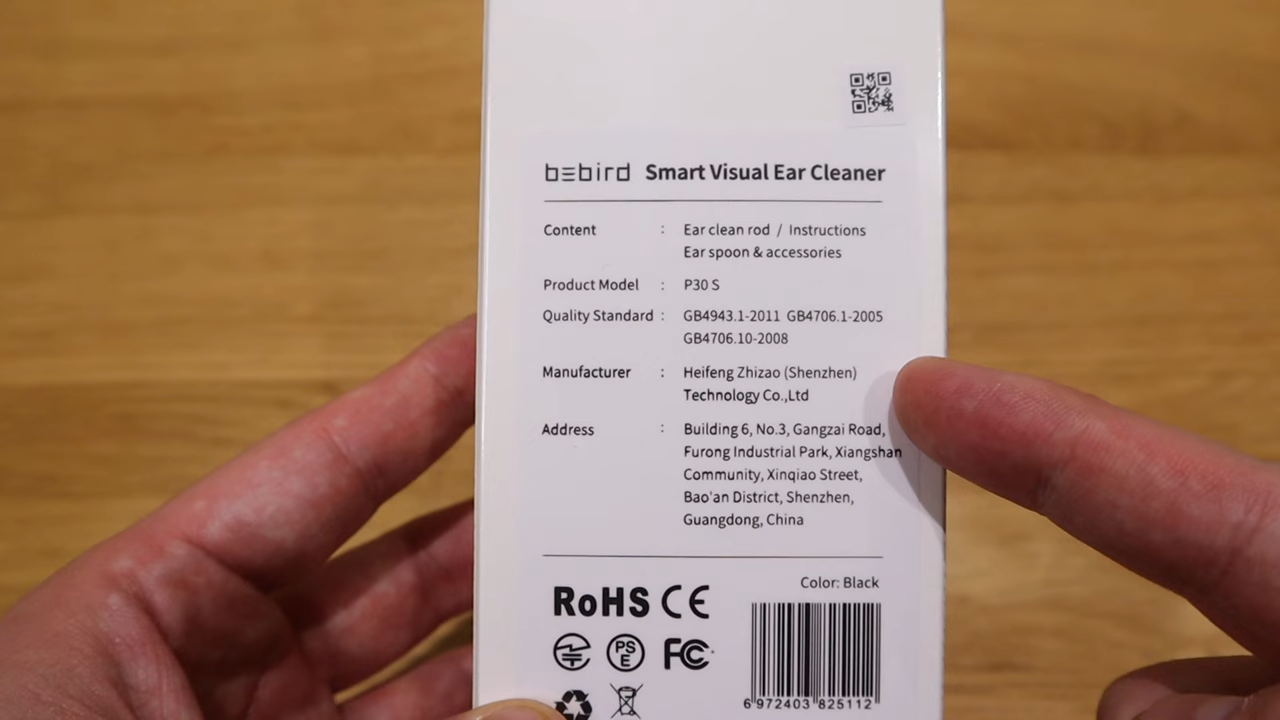 bebird Smart Visual Ear Cleaner
Content : Ear clean rod / Instructions
Ear spoon & accessories
Product Model : P30 S
Quality Standard : GB4943.1-2011 GB4706.1-2005
GB4706.10-2008
Manufacturer : Heifeng Zhizao (Shenzhen)
Technology Co.,Ltd
Address : Building 6, No.3, Gangzai Road,
Furong Industrial Park, Xiangshan
Community, Xinqiao Street,
Bao'an District, Shenzhen,
Guangdong, China
Color: Black
RoHS CE
PS
E
FC
6 972403 825112